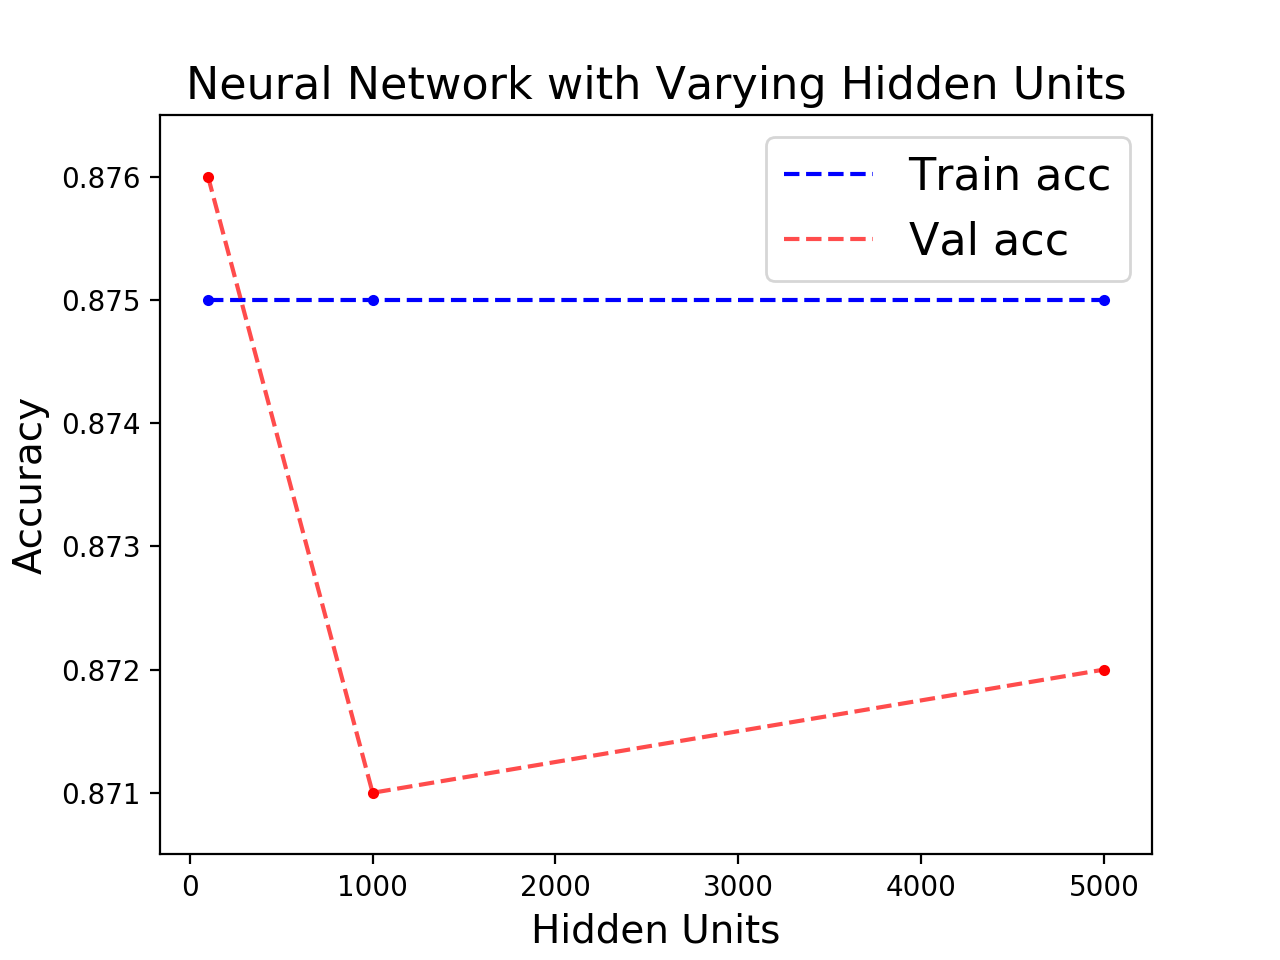 Neural Network with Varying Hidden Units
Train acc
Val acc
0.876
0.875
0.874
0.873
0.872
0.871
Accuracy
0 1000 2000 3000 4000 5000
Hidden Units